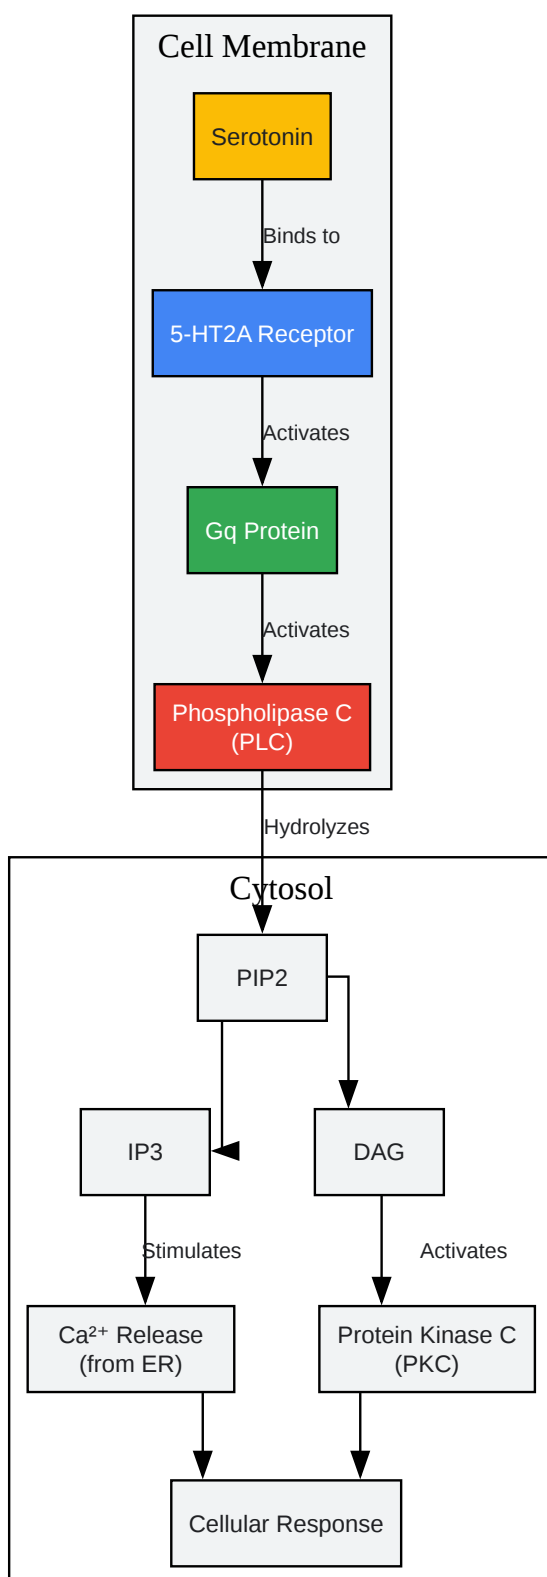 Cell Membrane
Serotonin
Binds to
5-HT2A Receptor
Activates
Gq Protein
Activates
Phospholipase C
(PLC)
Hydrolyzes
Cytosol
PIP2
IP3
DAG
Stimulates
Activates
Ca²⁺ Release
(from ER)
Protein Kinase C
(PKC)
Cellular Response